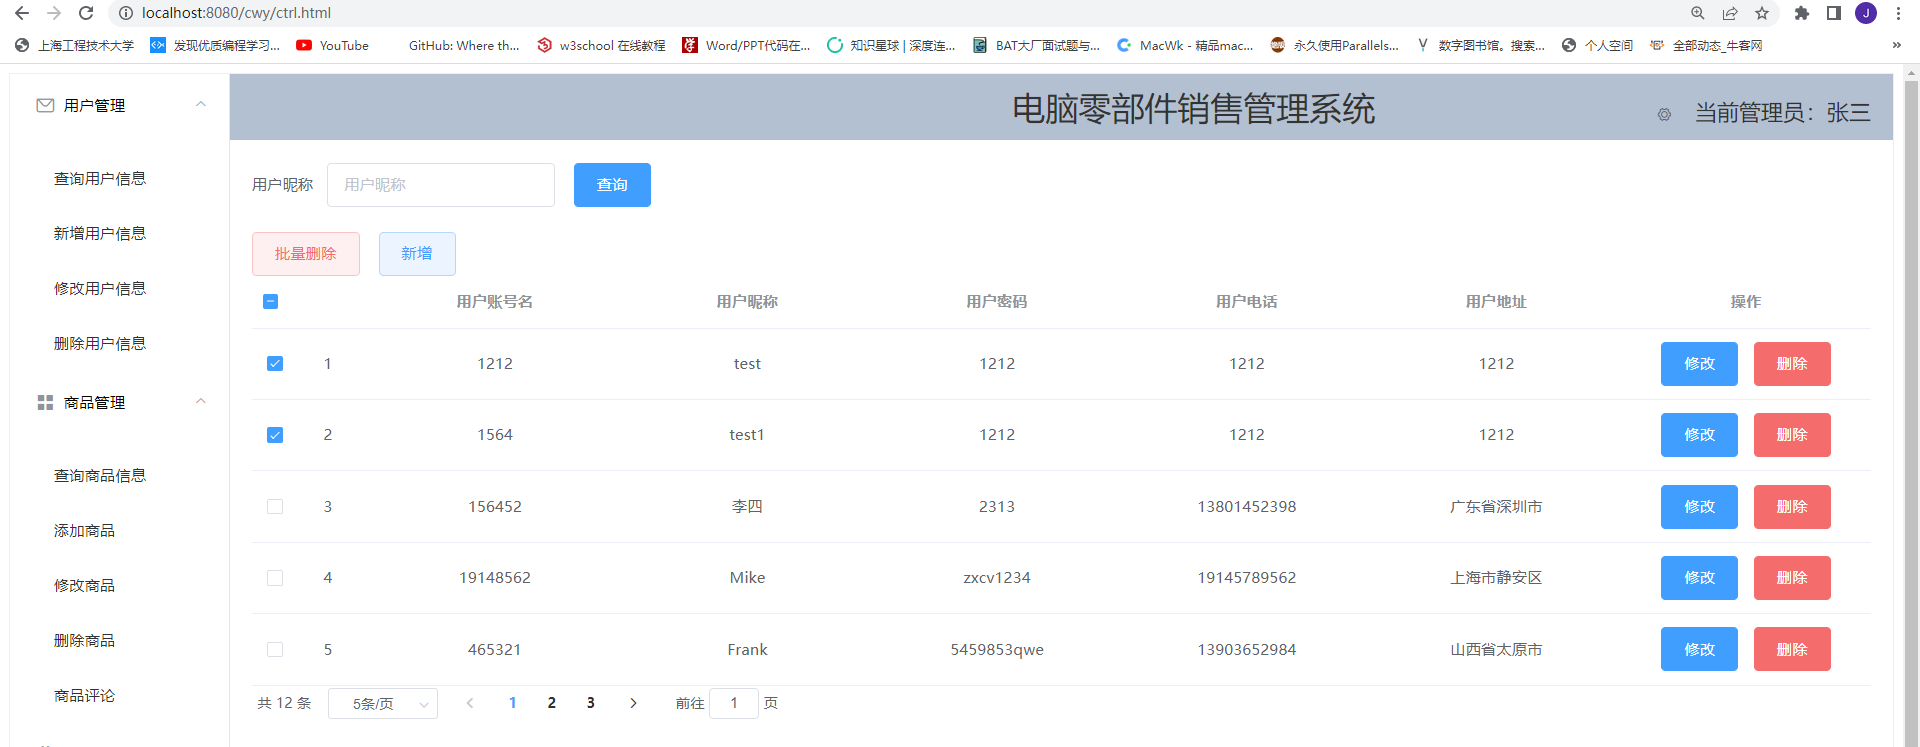 localhost:8080/cwy/ctrl.html
J
上海工程技术大学 发现优质编程学习... YouTube GitHub: Where th... w3school 在线教程 Word/PPT代码在... 知识星球 | 深度连... BAT大厂面试题与... MacWk - 精品mac... 永久使用Parallels... 数字图书馆。搜索... 个人空间 全部动态_牛客网 »
用户管理
查询用户信息
新增用户信息
修改用户信息
删除用户信息
商品管理
查询商品信息
添加商品
修改商品
删除商品
商品评论
电脑零部件销售管理系统
当前管理员：张三
用户昵称 用户昵称 查询
批量删除 新增
用户账号名 用户昵称 用户密码 用户电话 用户地址 操作
1 1212 test 1212 1212 1212 修改 删除
2 1564 test1 1212 1212 1212 修改 删除
3 156452 李四 2313 13801452398 广东省深圳市 修改 删除
4 19148562 Mike zxcv1234 19145789562 上海市静安区 修改 删除
5 465321 Frank 5459853qwe 13903652984 山西省太原市 修改 删除
共 12 条 5条/页 1 2 3 前往 1 页